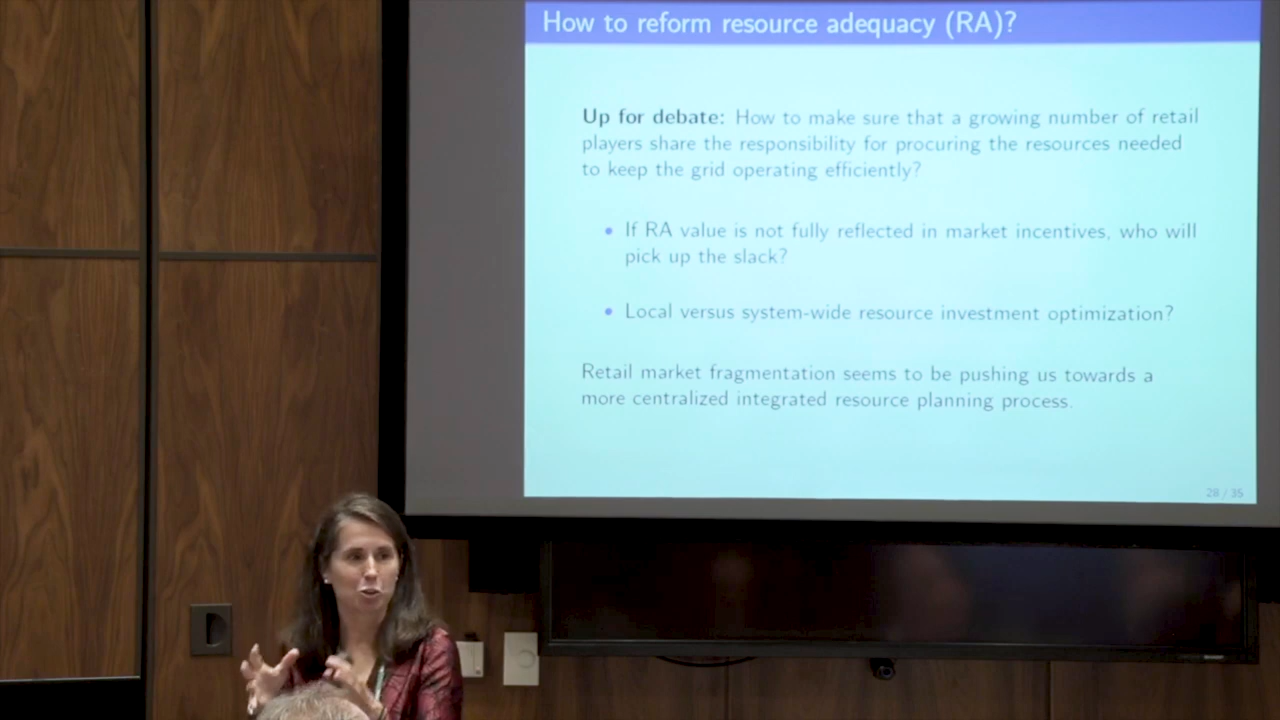 How to reform resource adequacy (RA)?
Up for debate: How to make sure that a growing number of retail
players share the responsibility for procuring the resources needed
to keep the grid operating efficiently?
• If RA value is not fully reflected in market incentives, who will
pick up the slack?
• Local versus system-wide resource investment optimization?
Retail market fragmentation seems to be pushing us towards a
more centralized integrated resource planning process.
28 / 35